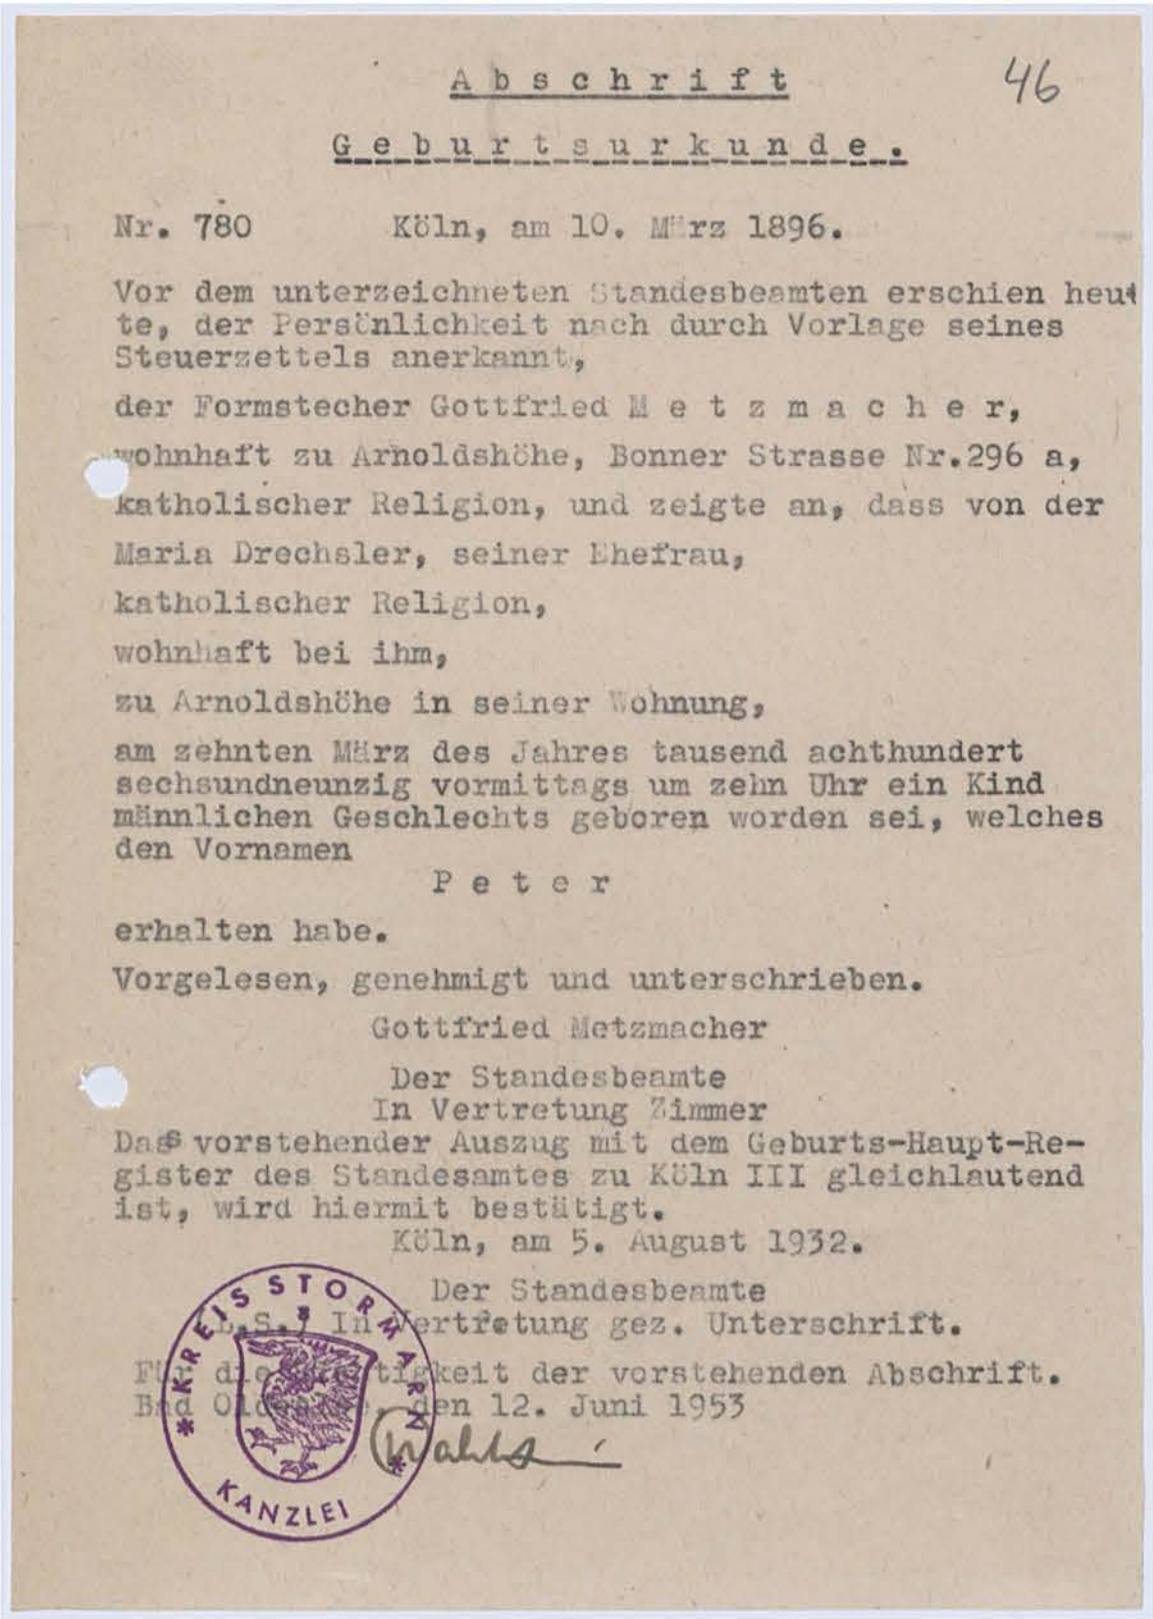 Abschrift
46
Geburtsurkunde.
Nr. 780 Köln, am 10. März 1896.
Vor dem unterzeichneten Standesbeamten erschien heut
te, der Persönlichkeit nach durch Vorlage seines
Steuerzettels anerkannt,
der Formstecher Gottfried Metzmacher,
wohnhaft zu Arnoldshöhe, Bonner Strasse Nr.296 a,
katholischer Religion, und zeigte an, dass von der
Maria Drechsler, seiner Ehefrau,
katholischer Religion,
wohnhaft bei ihm,
zu Arnoldshöhe in seiner Wohnung,
am zehnten März des Jahres tausend achthundert
sechsundneunzig vormittags um zehn Uhr ein Kind
männlichen Geschlechts geboren worden sei, welches
den Vornamen
Peter
erhalten habe.
Vorgelesen, genehmigt und unterschrieben.
Gottfried Metzmacher
Der Standesbeamte
In Vertretung Zimmer
Dass vorstehender Auszug mit dem Geburts-Haupt-Re-
gister des Standesamtes zu Köln III gleichlautend
ist, wird hiermit bestätigt.
Köln, am 5. August 1932.
Der Standesbeamte
(L.S.) In Vertretung gez. Unterschrift.
Für die Richtigkeit der vorstehenden Abschrift.
Bad Oldesloe, den 12. Juni 1953
* KREIS STORMARN *
8
KANZLEI